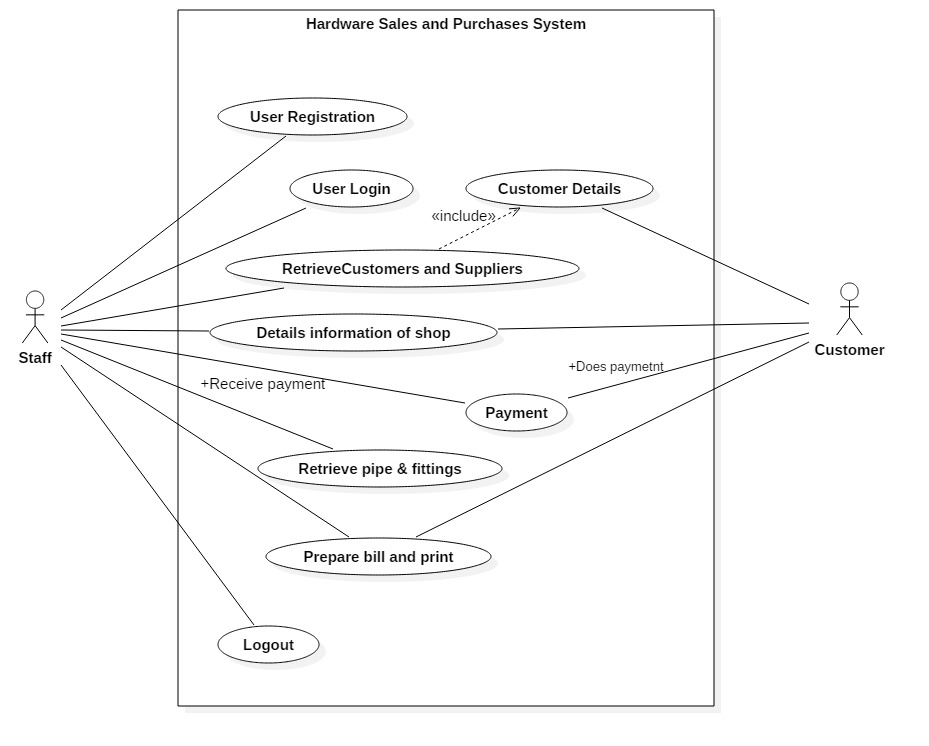 Hardware Sales and Purchases System
User Registration
User Login
Customer Details
«include»
RetrieveCustomers and Suppliers
Details information of shop
Staff
Customer
+Does paymetnt
+Receive payment
Payment
Retrieve pipe & fittings
Prepare bill and print
Logout